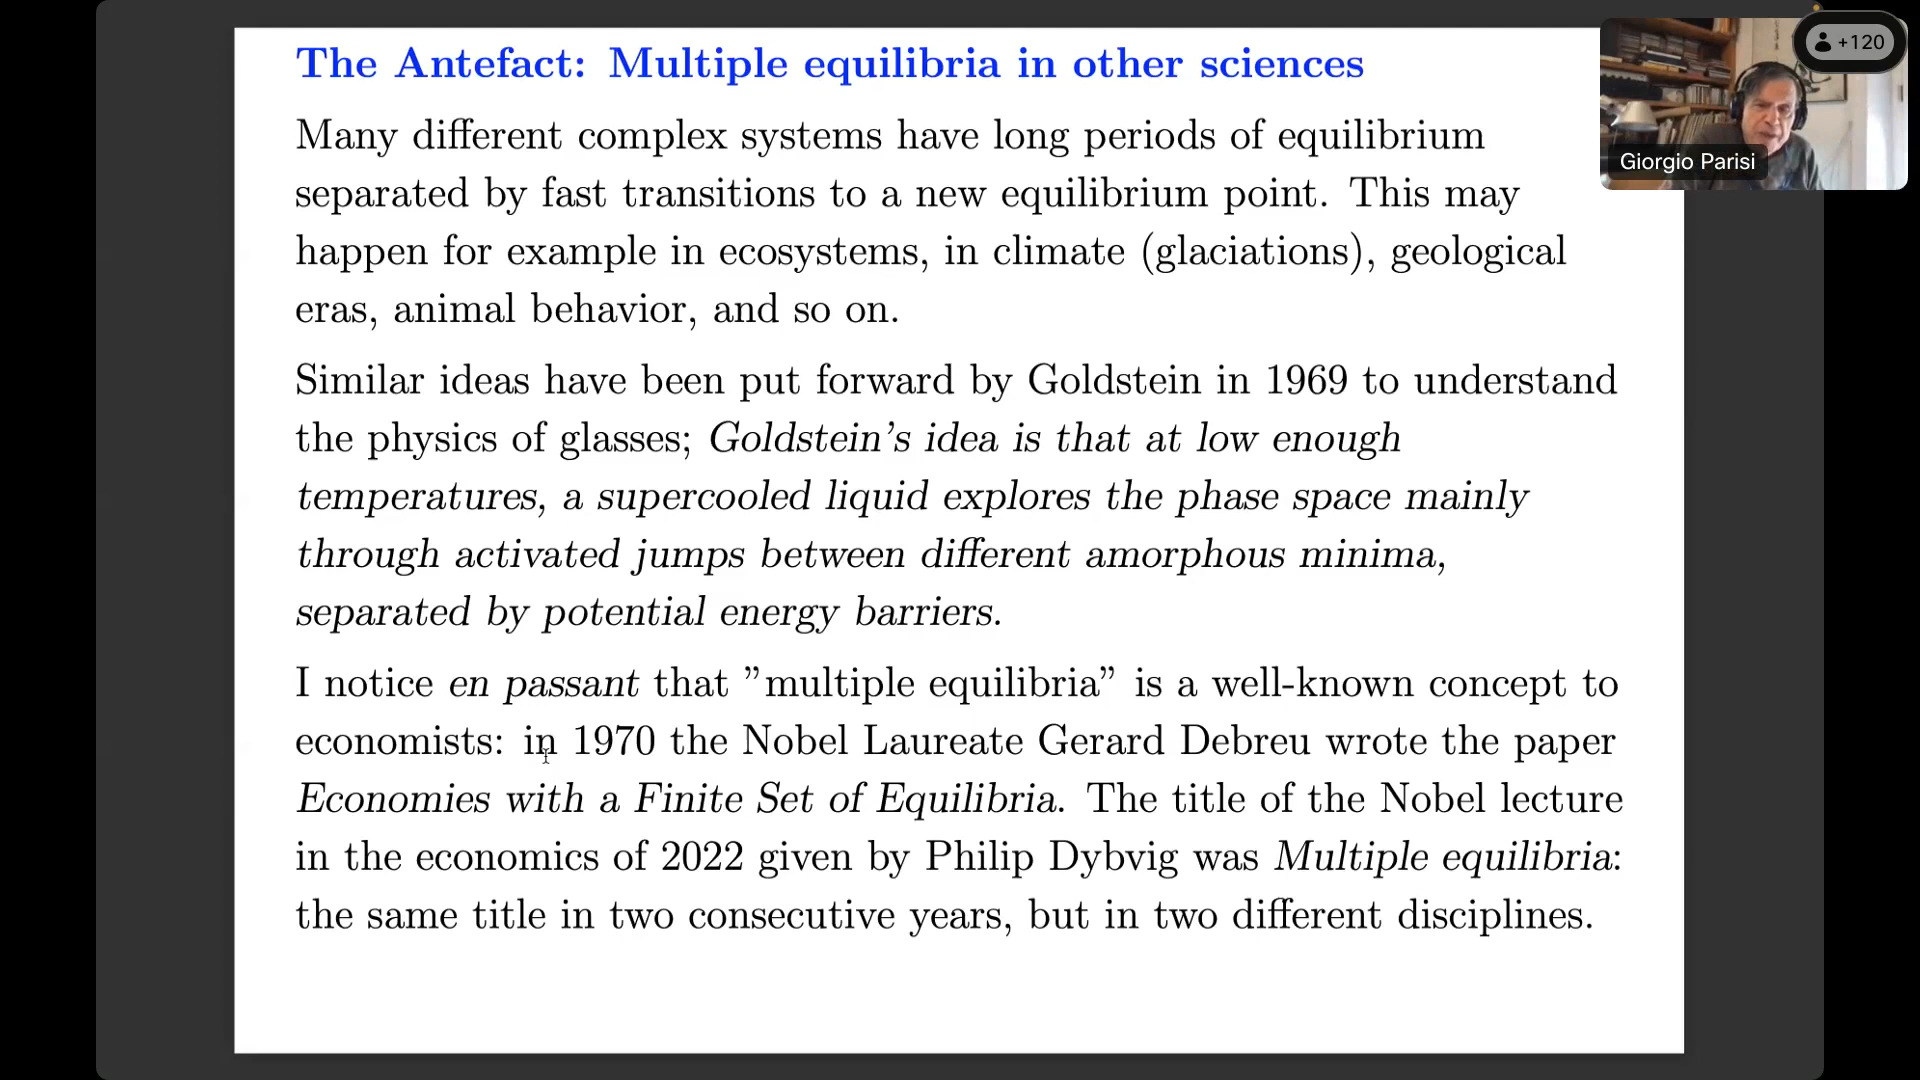 The Antefact: Multiple equilibria in other sciences
Many different complex systems have long periods of equilibrium
separated by fast transitions to a new equilibrium point. This may
happen for example in ecosystems, in climate (glaciations), geological
eras, animal behavior, and so on.
Similar ideas have been put forward by Goldstein in 1969 to understand
the physics of glasses; Goldstein's idea is that at low enough
temperatures, a supercooled liquid explores the phase space mainly
through activated jumps between different amorphous minima,
separated by potential energy barriers.
I notice en passant that ”multiple equilibria” is a well-known concept to
economists: in 1970 the Nobel Laureate Gerard Debreu wrote the paper
Economies with a Finite Set of Equilibria. The title of the Nobel lecture
in the economics of 2022 given by Philip Dybvig was Multiple equilibria:
the same title in two consecutive years, but in two different disciplines.
+120
Giorgio Parisi